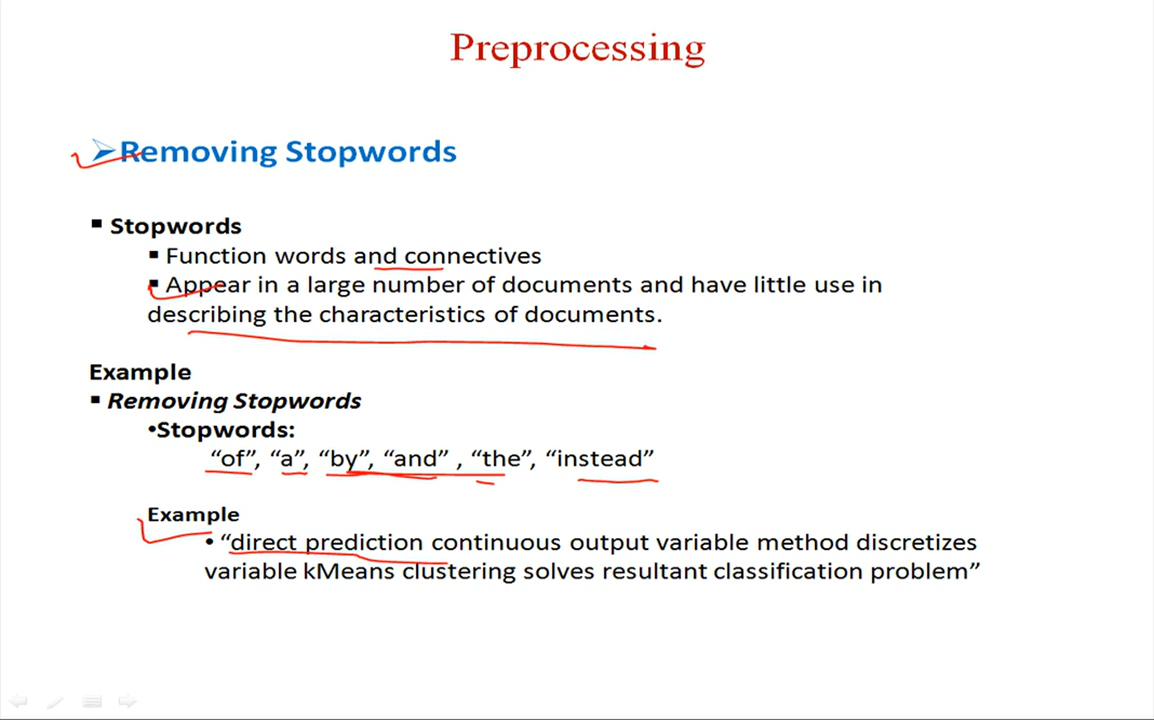 Preprocessing
➢Removing Stopwords
▪ Stopwords
▪ Function words and connectives
▪ Appear in a large number of documents and have little use in
describing the characteristics of documents.
Example
▪ Removing Stopwords
•Stopwords:
“of”, “a”, “by”, “and” , “the”, “instead”
Example
• “direct prediction continuous output variable method discretizes
variable kMeans clustering solves resultant classification problem”